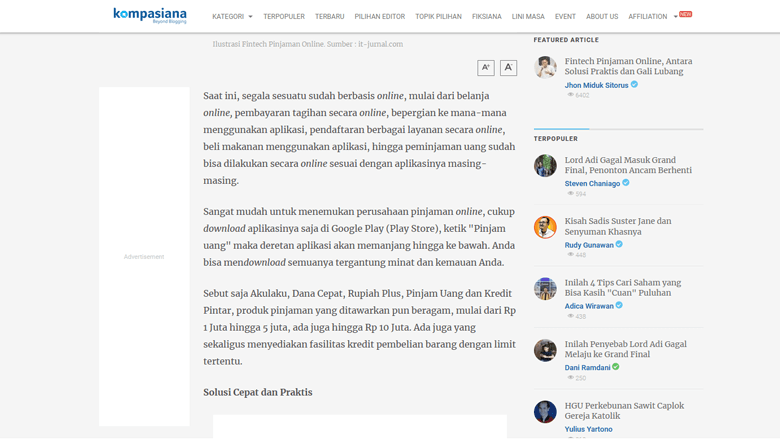 kompasiana
Beyond Blogging
KATEGORI
TERPOPULER
TERBARU
PILIHAN EDITOR
TOPIK PILIHAN
FIKSIANA
LINI MASA
EVENT
ABOUT US
AFFILIATION
NEW
Ilustrasi Fintech Pinjaman Online. Sumber : it-jurnal.com
A+
A-
Advertisement
Saat ini, segala sesuatu sudah berbasis online, mulai dari belanja
online, pembayaran tagihan secara online, bepergian ke mana-mana
menggunakan aplikasi, pendaftaran berbagai layanan secara online,
beli makanan menggunakan aplikasi, hingga peminjaman uang sudah
bisa dilakukan secara online sesuai dengan aplikasinya masing-
masing.
Sangat mudah untuk menemukan perusahaan pinjaman online, cukup
download aplikasinya saja di Google Play (Play Store), ketik "Pinjam
uang" maka deretan aplikasi akan memanjang hingga ke bawah. Anda
bisa mendownload semuanya tergantung minat dan kemauan Anda.
Sebut saja Akulaku, Dana Cepat, Rupiah Plus, Pinjam Uang dan Kredit
Pintar, produk pinjaman yang ditawarkan pun beragam, mulai dari Rp
1 Juta hingga 5 juta, ada juga hingga Rp 10 Juta. Ada juga yang
sekaligus menyediakan fasilitas kredit pembelian barang dengan limit
tertentu.
Solusi Cepat dan Praktis
FEATURED ARTICLE
Fintech Pinjaman Online, Antara
Solusi Praktis dan Gali Lubang
Jhon Miduk Sitorus
6402
TERPOPULER
Lord Adi Gagal Masuk Grand
Final, Penonton Ancam Berhenti
Steven Chaniago
594
Kisah Sadis Suster Jane dan
Senyuman Khasnya
Rudy Gunawan
448
Inilah 4 Tips Cari Saham yang
Bisa Kasih "Cuan" Puluhan
Adica Wirawan
428
Inilah Penyebab Lord Adi Gagal
Melaju ke Grand Final
Dani Ramdani
250
HGU Perkebunan Sawit Caplok
Gereja Katolik
Yulius Yartono